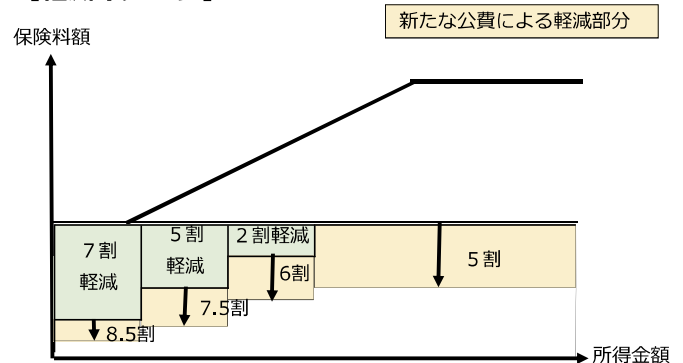 新たな公費による軽減部分
保険料額
7割
軽減
5割
軽減
2割軽減
5割
6割
7.5割
8.5割
所得金額